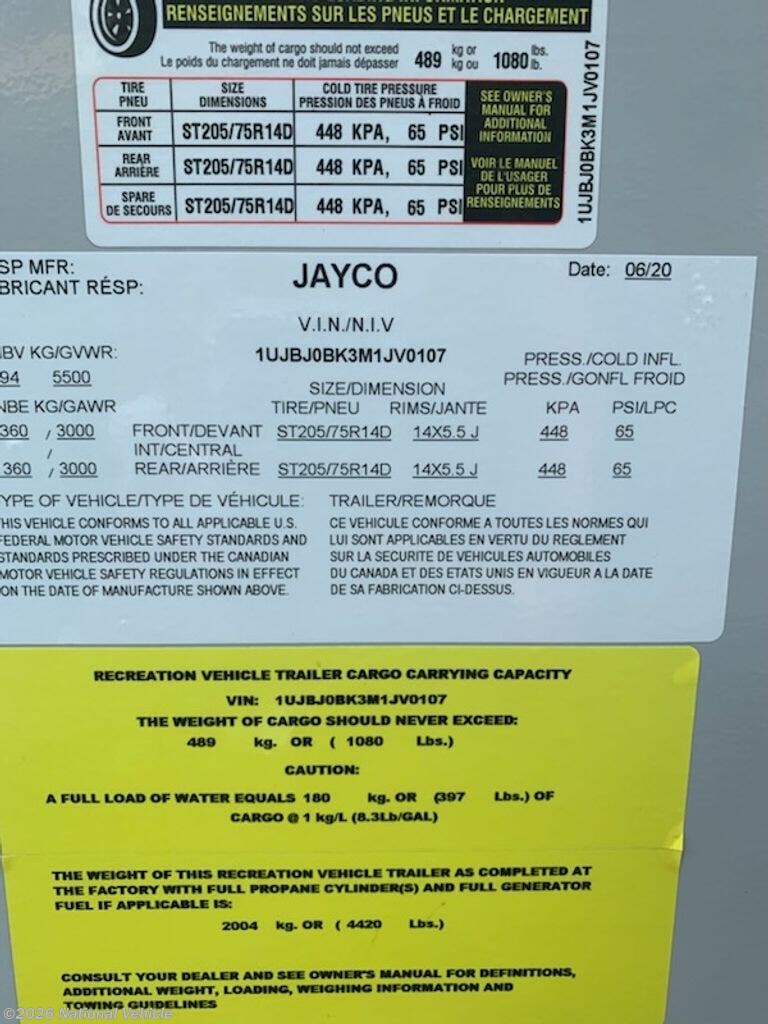 RENSEIGNEMENTS SUR LES PNEUS ET LE CHARGEMENT
The weight of cargo should not exceed 489 kg or 1080 lbs.
Le poids du chargement ne doit jamais dépasser kg ou lb.
TIRE SIZE COLD TIRE PRESSURE
PNEU DIMENSIONS PRESSION DES PNEUS À FROID
FRONT AVANT ST205/75R14D 448 KPA, 65 PSI
REAR ARRIÈRE ST205/75R14D 448 KPA, 65 PSI
SPARE DE SECOURS ST205/75R14D 448 KPA, 65 PSI
SEE OWNER'S
MANUAL FOR
ADDITIONAL
INFORMATION
VOIR LE MANUEL
DE L'USAGER
POUR PLUS DE
RENSEIGNEMENTS
1UJBJ0BK3M1JV0107
SP MFR: JAYCO Date: 06/20
BRICANT RÉSP:
V.I.N./N.I.V
BV KG/GVWR: 1UJBJ0BK3M1JV0107 PRESS./COLD INFL.
94 5500 SIZE/DIMENSION PRESS./GONFL FROID
NBE KG/GAWR TIRE/PNEU RIMS/JANTE KPA PSI/LPC
360 / 3000 FRONT/DEVANT ST205/75R14D 14X5.5 J 448 65
/ INT/CENTRAL
360 / 3000 REAR/ARRIÈRE ST205/75R14D 14X5.5 J 448 65
YPE OF VEHICLE/TYPE DE VÉHICULE: TRAILER/REMORQUE
HIS VEHICLE CONFORMS TO ALL APPLICABLE U.S.
FEDERAL MOTOR VEHICLE SAFETY STANDARDS AND
STANDARDS PRESCRIBED UNDER THE CANADIAN
MOTOR VEHICLE SAFETY REGULATIONS IN EFFECT
ON THE DATE OF MANUFACTURE SHOWN ABOVE.
CE VEHICULE CONFORME A TOUTES LES NORMES QUI
LUI SONT APPLICABLES EN VERTU DU REGLEMENT
SUR LA SECURITE DE VEHICULES AUTOMOBILES
DU CANADA ET DES ETATS UNIS EN VIGUEUR A LA DATE
DE SA FABRICATION CI-DESSUS.
RECREATION VEHICLE TRAILER CARGO CARRYING CAPACITY
VIN: 1UJBJ0BK3M1JV0107
THE WEIGHT OF CARGO SHOULD NEVER EXCEED:
489 kg. OR ( 1080 Lbs.)
CAUTION:
A FULL LOAD OF WATER EQUALS 180 kg. OR (397 Lbs.) OF
CARGO @ 1 kg/L (8.3Lb/GAL)
THE WEIGHT OF THIS RECREATION VEHICLE TRAILER AS COMPLETED AT
THE FACTORY WITH FULL PROPANE CYLINDER(S) AND FULL GENERATOR
FUEL IF APPLICABLE IS:
2004 kg. OR ( 4420 Lbs.)
CONSULT YOUR DEALER AND SEE OWNER'S MANUAL FOR DEFINITIONS,
ADDITIONAL WEIGHT, LOADING, WEIGHING INFORMATION AND
TOWING GUIDELINES
©2026 National Vehicle